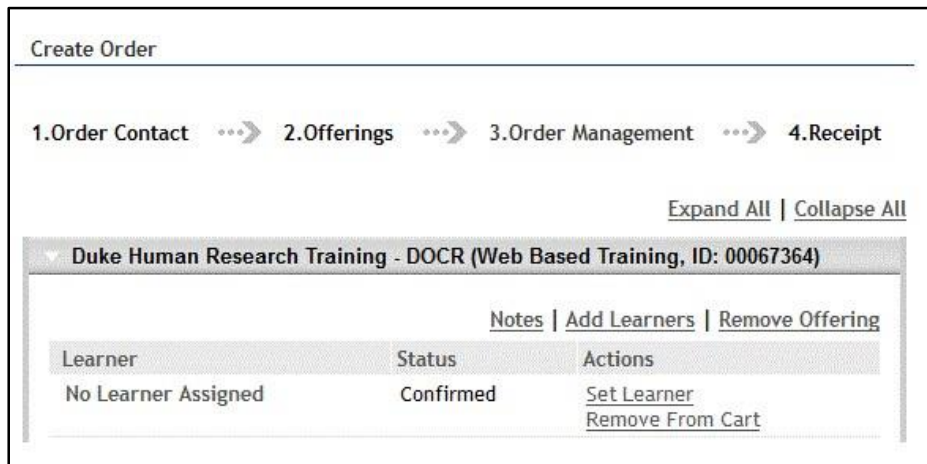 Create Order
1.Order Contact 2.Offerings 3.Order Management 4.Receipt
Expand All | Collapse All
Duke Human Research Training - DOCR (Web Based Training, ID: 00067364)
Notes | Add Learners | Remove Offering
Learner Status Actions
No Learner Assigned Confirmed Set Learner
Remove From Cart